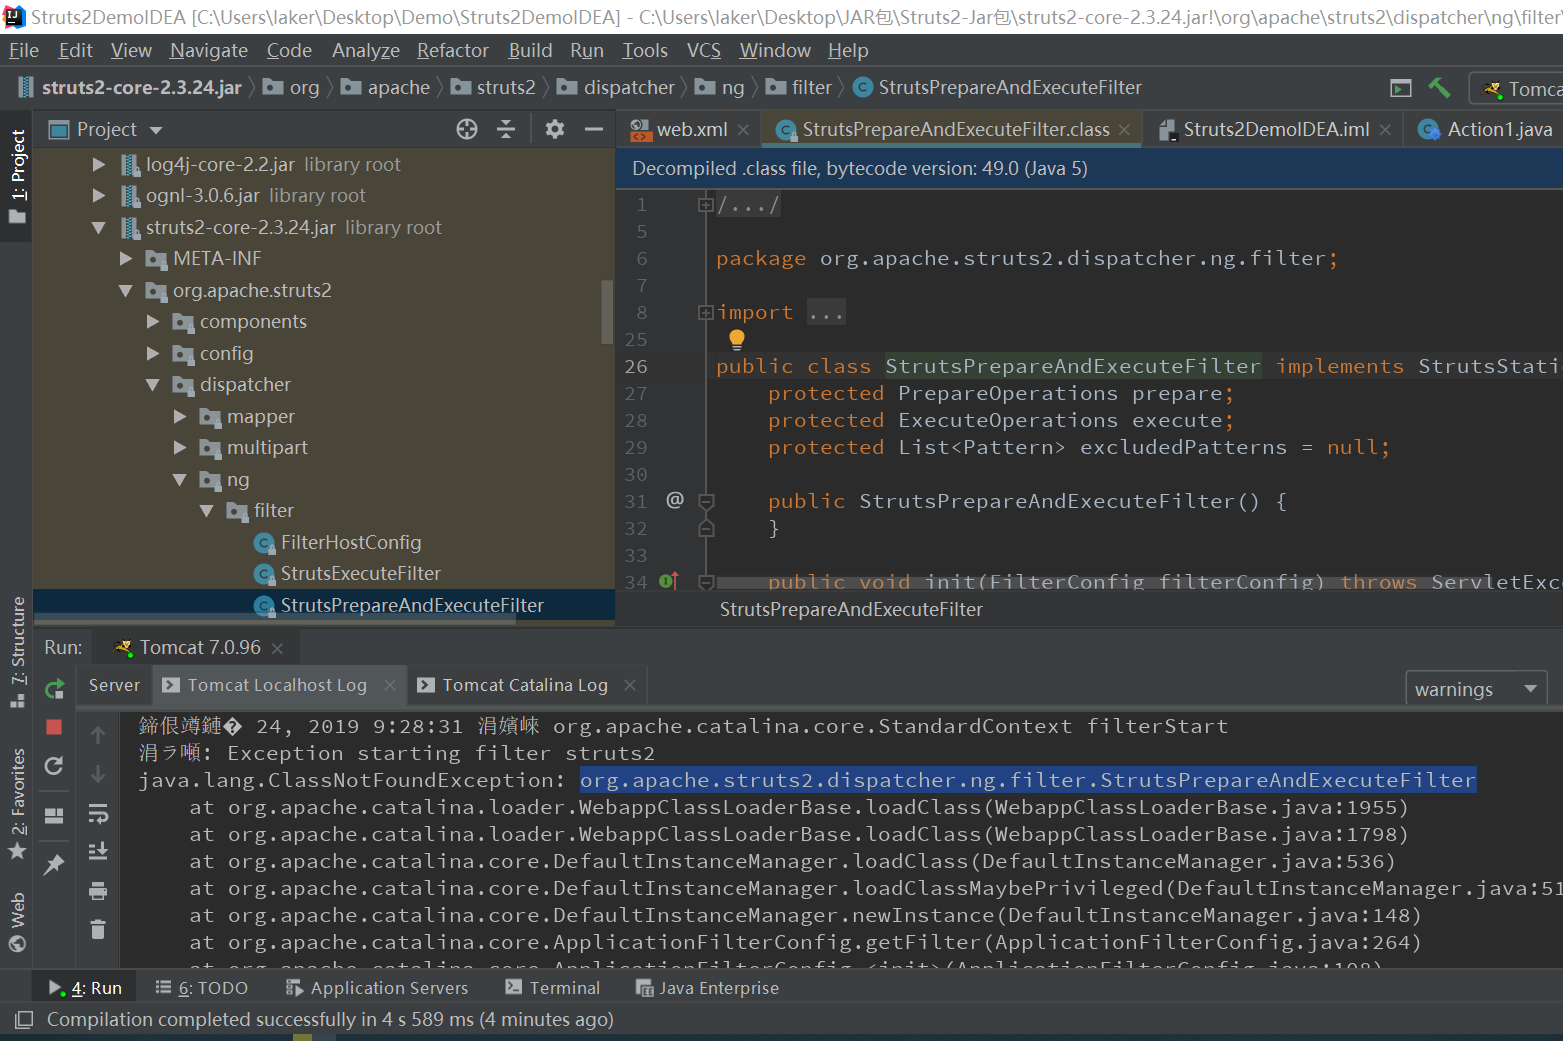 Struts2DemoIDEA [C:\Users\laker\Desktop\Demo\Struts2DemoIDEA] - C:\Users\laker\Desktop\JAR包\Struts2-Jar包\struts2-core-2.3.24.jar!\org\apache\struts2\dispatcher\ng\filter\
File Edit View Navigate Code Analyze Refactor Build Run Tools VCS Window Help
struts2-core-2.3.24.jar org apache struts2 dispatcher ng filter StrutsPrepareAndExecuteFilter Tomca
1: Project
Project
web.xml StrutsPrepareAndExecuteFilter.class Struts2DemoIDEA.iml Action1.java
log4j-core-2.2.jar library root
ognl-3.0.6.jar library root
struts2-core-2.3.24.jar library root
META-INF
org.apache.struts2
components
config
dispatcher
mapper
multipart
ng
filter
FilterHostConfig
StrutsExecuteFilter
StrutsPrepareAndExecuteFilter
Decompiled .class file, bytecode version: 49.0 (Java 5)
1 /.../
5
6 package org.apache.struts2.dispatcher.ng.filter;
7
8 import ...
25
26 public class StrutsPrepareAndExecuteFilter implements StrutsStati
27 protected PrepareOperations prepare;
28 protected ExecuteOperations execute;
29 protected List<Pattern> excludedPatterns = null;
30
31 @ public StrutsPrepareAndExecuteFilter() {
32 }
33
34 public void init(FilterConfig filterConfig) throws ServletExce
StrutsPrepareAndExecuteFilter
7: Structure
2: Favorites
Web
Run: Tomcat 7.0.96
Server Tomcat Localhost Log Tomcat Catalina Log warnings
24, 2019 9:28:31 org.apache.catalina.core.StandardContext filterStart
: Exception starting filter struts2
java.lang.ClassNotFoundException: org.apache.struts2.dispatcher.ng.filter.StrutsPrepareAndExecuteFilter
at org.apache.catalina.loader.WebappClassLoaderBase.loadClass(WebappClassLoaderBase.java:1955)
at org.apache.catalina.loader.WebappClassLoaderBase.loadClass(WebappClassLoaderBase.java:1798)
at org.apache.catalina.core.DefaultInstanceManager.loadClass(DefaultInstanceManager.java:536)
at org.apache.catalina.core.DefaultInstanceManager.loadClassMaybePrivileged(DefaultInstanceManager.java:51
at org.apache.catalina.core.DefaultInstanceManager.newInstance(DefaultInstanceManager.java:148)
at org.apache.catalina.core.ApplicationFilterConfig.getFilter(ApplicationFilterConfig.java:264)
at org.apache.catalina.core.ApplicationFilterConfig.<init>(ApplicationFilterConfig.java:108)
4: Run 6: TODO Application Servers Terminal Java Enterprise
Compilation completed successfully in 4 s 589 ms (4 minutes ago)